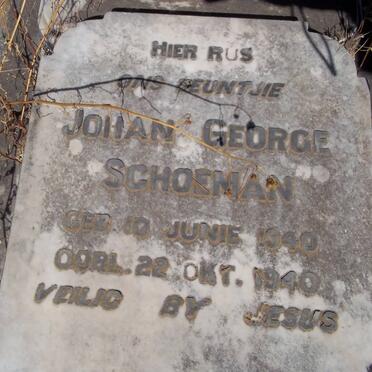 HIER RUS
ONS SEUNTJIE
JOHAN GEORGE
SCHOEMAN
GEB. 10 JUNIE 1940
OORL. 22 OKT. 1940
VEILIG BY JESUS